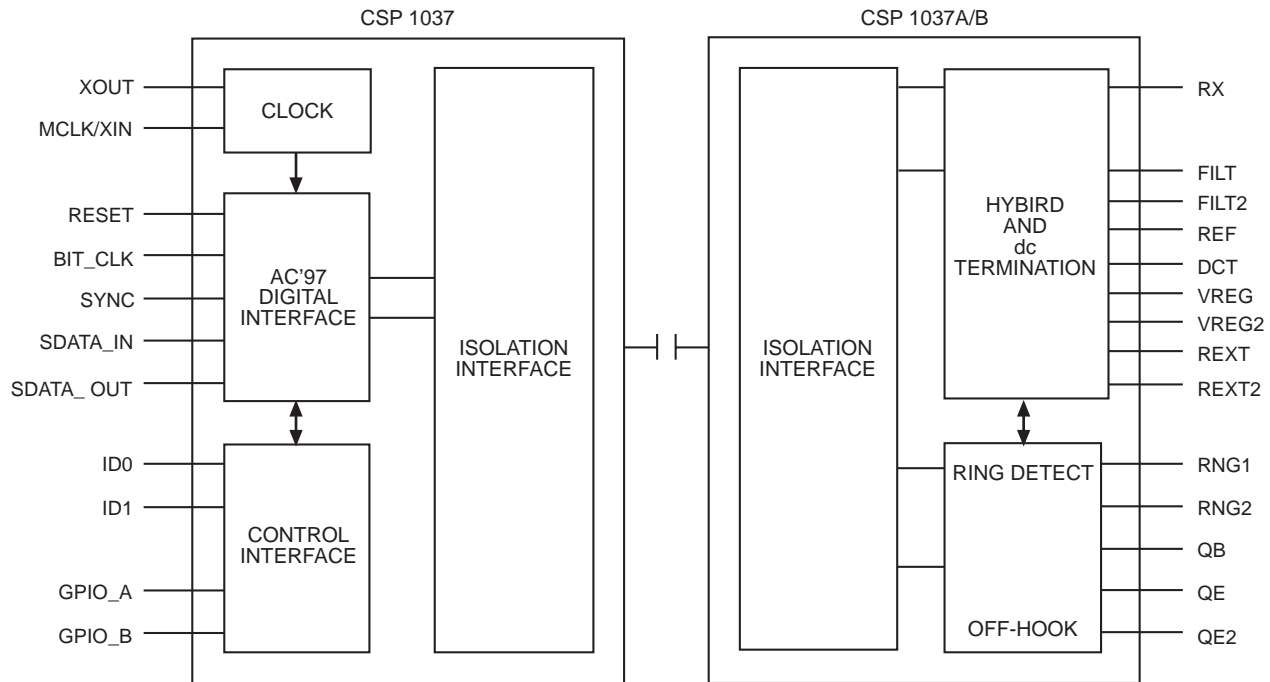 CSP 1037
CSP 1037A/B
XOUT
MCLK/XIN
RESET
BIT_CLK
SYNC
SDATA_IN
SDATA_ OUT
ID0
ID1
GPIO_A
GPIO_B
CLOCK
AC'97
DIGITAL
INTERFACE
CONTROL
INTERFACE
ISOLATION
INTERFACE
ISOLATION
INTERFACE
HYBIRD
AND
dc
TERMINATION
RING DETECT
OFF-HOOK
RX
FILT
FILT2
REF
DCT
VREG
VREG2
REXT
REXT2
RNG1
RNG2
QB
QE
QE2